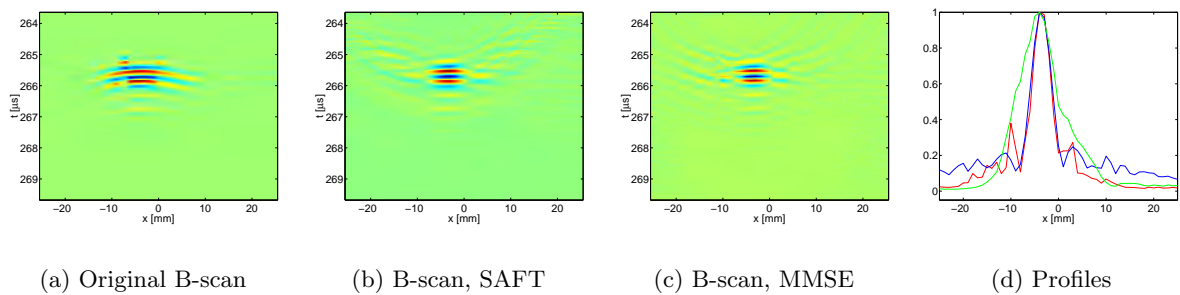 264
265
266
267
268
269
t [µs]
−20 −10 0 10 20
x [mm]
(a) Original B-scan
264
265
266
267
268
269
t [µs]
−20 −10 0 10 20
x [mm]
(b) B-scan, SAFT
264
265
266
267
268
269
t [µs]
−20 −10 0 10 20
x [mm]
(c) B-scan, MMSE
1
0.8
0.6
0.4
0.2
0
−20 −10 0 10 20
x [mm]
(d) Profiles